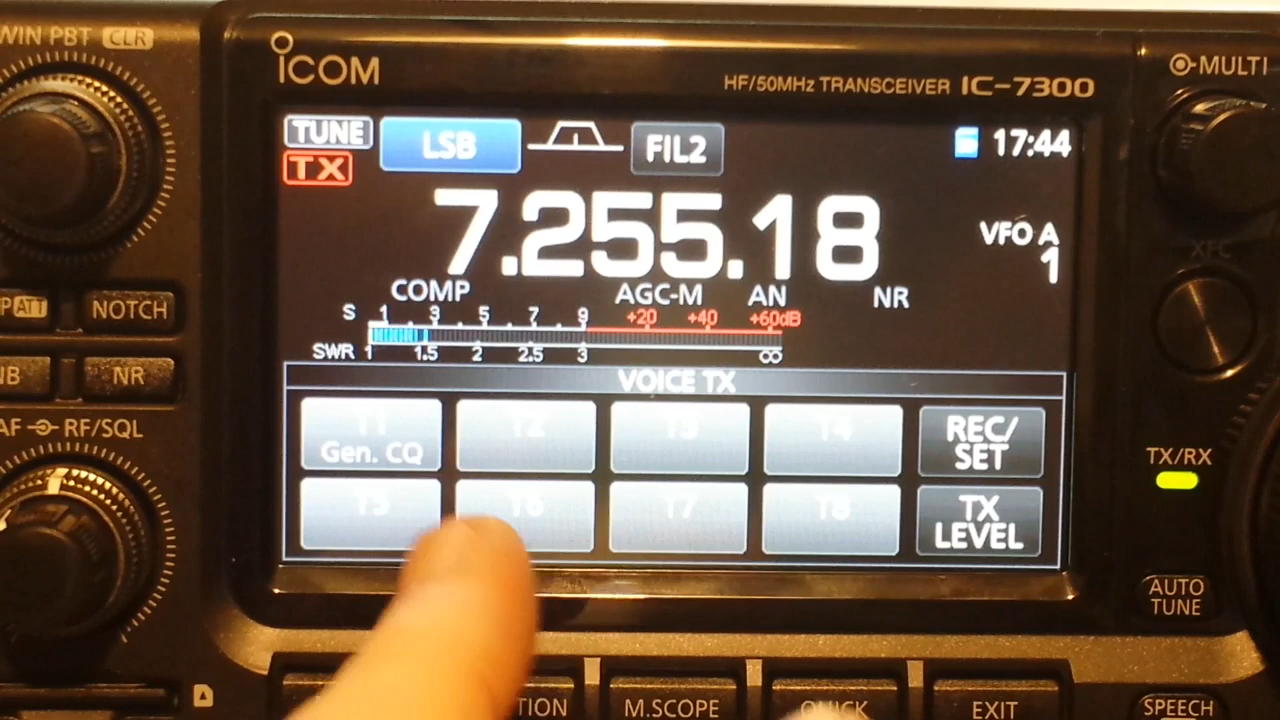 WIN PBT CLR
ICOM
HF/50MHz TRANSCEIVER IC-7300
MULTI
TUNE LSB FIL2 17:44
TX
7.255.18
VFO A
1
XFC
COMP AGC-M AN NR
S 1 3 5 7 9 +20 +40 +60dB
SWR 1 1.5 2 2.5 3 ∞
P ATT NOTCH
NB NR
VOICE TX
T1 T2 T3 T4 REC/
Gen. CQ SET
AF RF/SQL
TX/RX
T5 T6 T7 T8 TX
LEVEL
AUTO
TUNE
M.SCOPE QUICK EXIT SPEECH